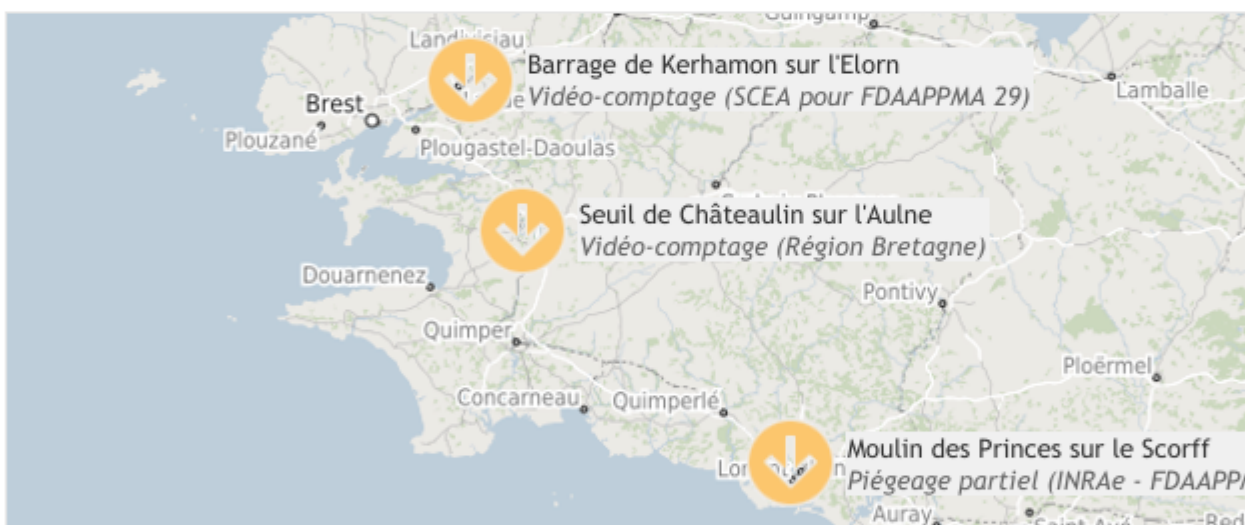 Guingamp
Barrage de Kerhamon sur l'Elorn
Vidéo-comptage (SCEA pour FDAAPPMA 29)
Lamballe
Brest
Plouzané
Plougastel-Daoulas
Seuil de Châteaulin sur l'Aulne
Vidéo-comptage (Région Bretagne)
Douarnenez
Pontivy
Quimper
Ploërmel
Concarneau
Quimperlé
Moulin des Princes sur le Scorff
Piégeage partiel (INRAe - FDAAPP
Auray